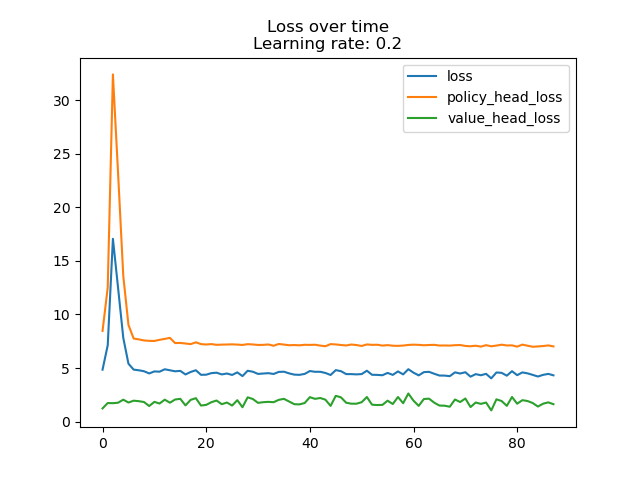 Loss over time
Learning rate: 0.2
loss
policy_head_loss
value_head_loss
30
25
20
15
10
5
0
0 20 40 60 80